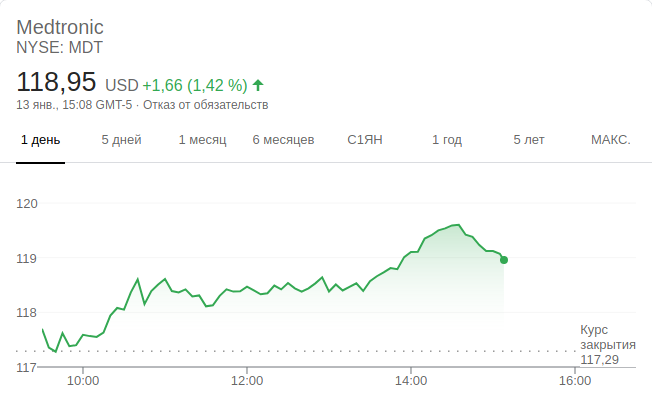 Medtronic
NYSE: MDT
118,95 USD +1,66 (1,42 %)
13 янв., 15:08 GMT-5 · Отказ от обязательств
1 день 5 дней 1 месяц 6 месяцев С1ЯН 1 год 5 лет МАКС.
120
119
118
117
Курс
закрытия
117,29
10:00 12:00 14:00 16:00